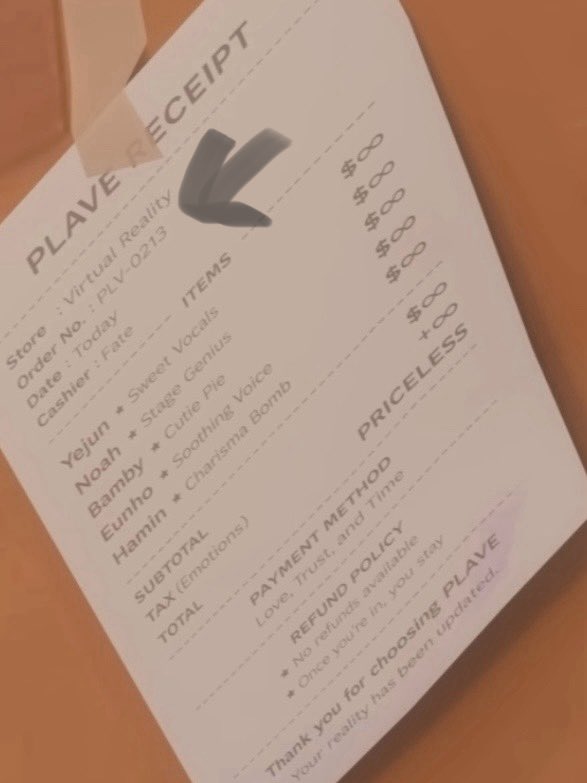 PLAVE RECEIPT
Store : Virtual Reality
Order No. : PLV-0213
Date : Today
Cashier : Fate
ITEMS
Yejun ★ Sweet Vocals $∞
Noah ★ Stage Genius $∞
Bamby ★ Cutie Pie $∞
Eunho ★ Soothing Voice $∞
Hamin ★ Charisma Bomb $∞
SUBTOTAL $∞
TAX (Emotions) +∞
TOTAL PRICELESS
PAYMENT METHOD
Love, Trust, and Time
REFUND POLICY
★ No refunds available
★ Once you're in, you stay
Thank you for choosing PLAVE
Your reality has been updated.